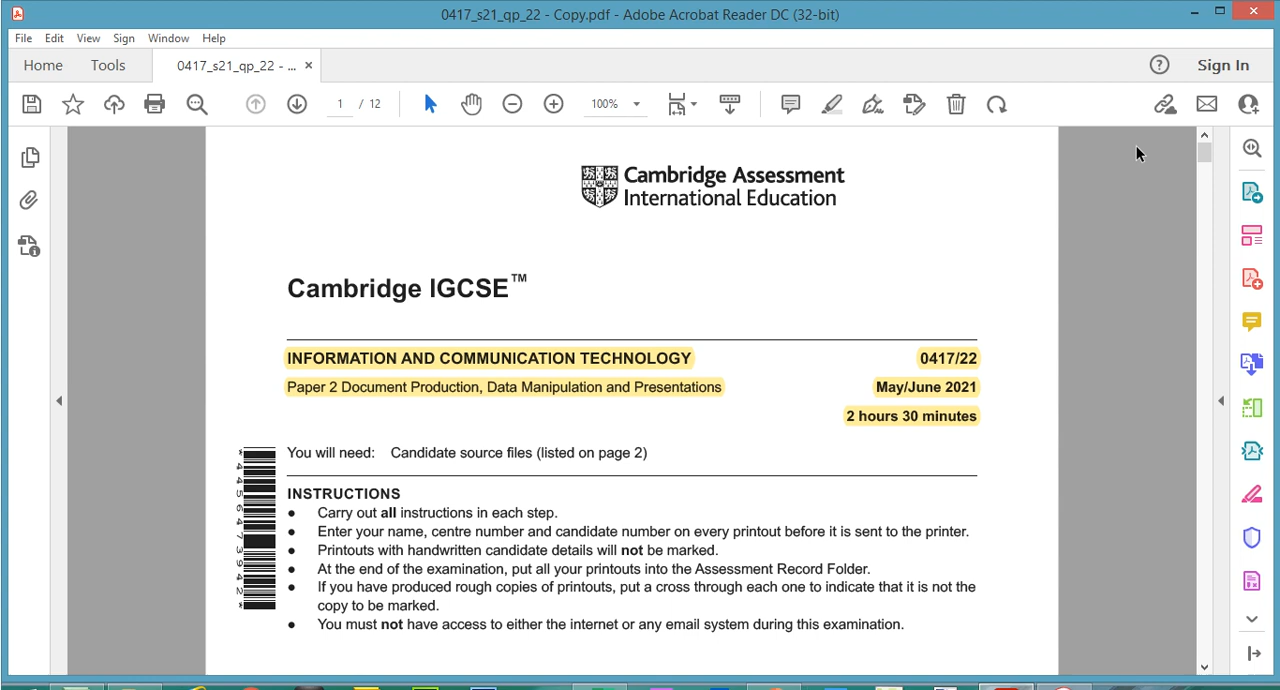 0417_s21_qp_22 - Copy.pdf - Adobe Acrobat Reader DC (32-bit)
File Edit View Sign Window Help
Home Tools 0417_s21_qp_22 - ... × Sign In
1 / 12 100%
Cambridge Assessment
International Education
Cambridge IGCSE™
INFORMATION AND COMMUNICATION TECHNOLOGY 0417/22
Paper 2 Document Production, Data Manipulation and Presentations May/June 2021
2 hours 30 minutes
You will need: Candidate source files (listed on page 2)
INSTRUCTIONS
● Carry out all instructions in each step.
● Enter your name, centre number and candidate number on every printout before it is sent to the printer.
● Printouts with handwritten candidate details will not be marked.
● At the end of the examination, put all your printouts into the Assessment Record Folder.
● If you have produced rough copies of printouts, put a cross through each one to indicate that it is not the
copy to be marked.
● You must not have access to either the internet or any email system during this examination.
*4456473942*